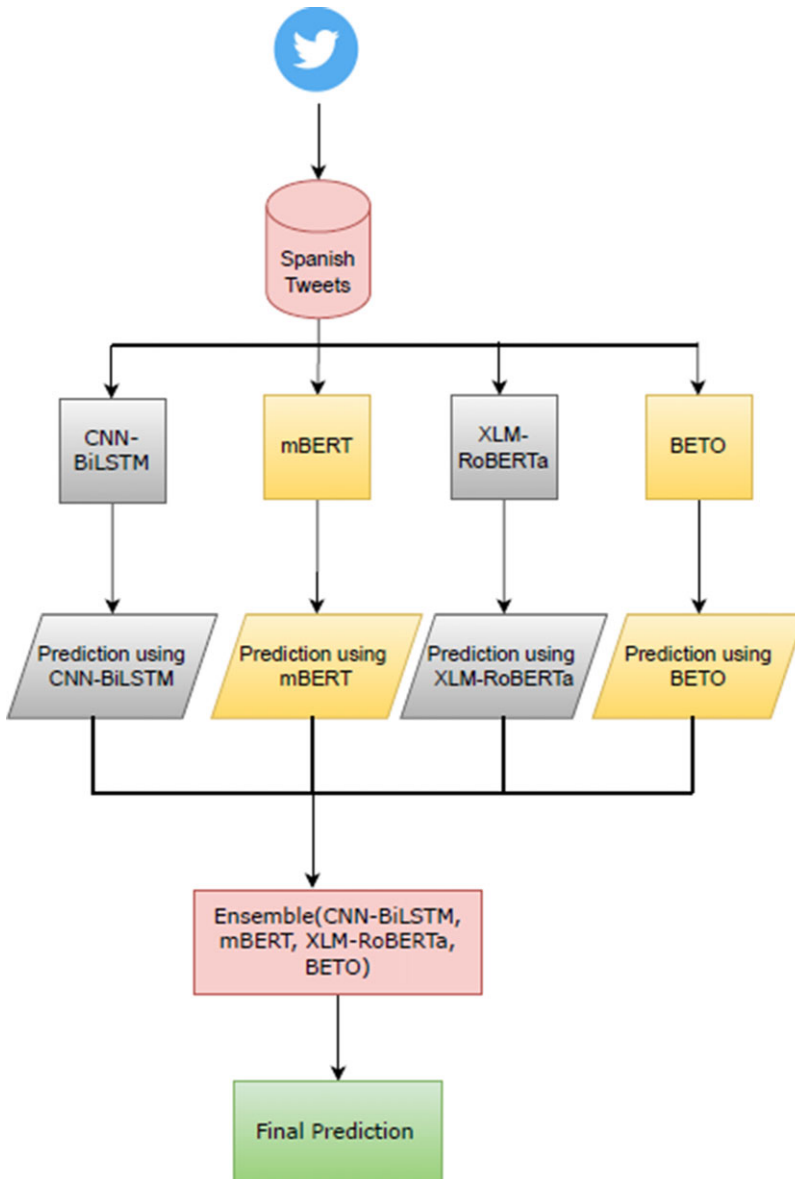 Spanish
Tweets
CNN-
BiLSTM
mBERT
XLM-
RoBERTa
BETO
Prediction using
CNN-BiLSTM
Prediction using
mBERT
Prediction using
XLM-RoBERTa
Prediction using
BETO
Ensemble(CNN-BiLSTM,
mBERT, XLM-RoBERTa,
BETO)
Final Prediction